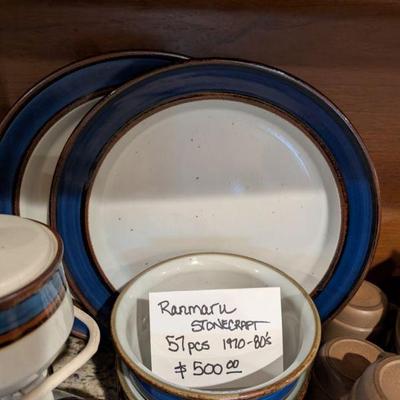 Ranmaru
STONECRAFT
57pcs 1970-80's
$500.00